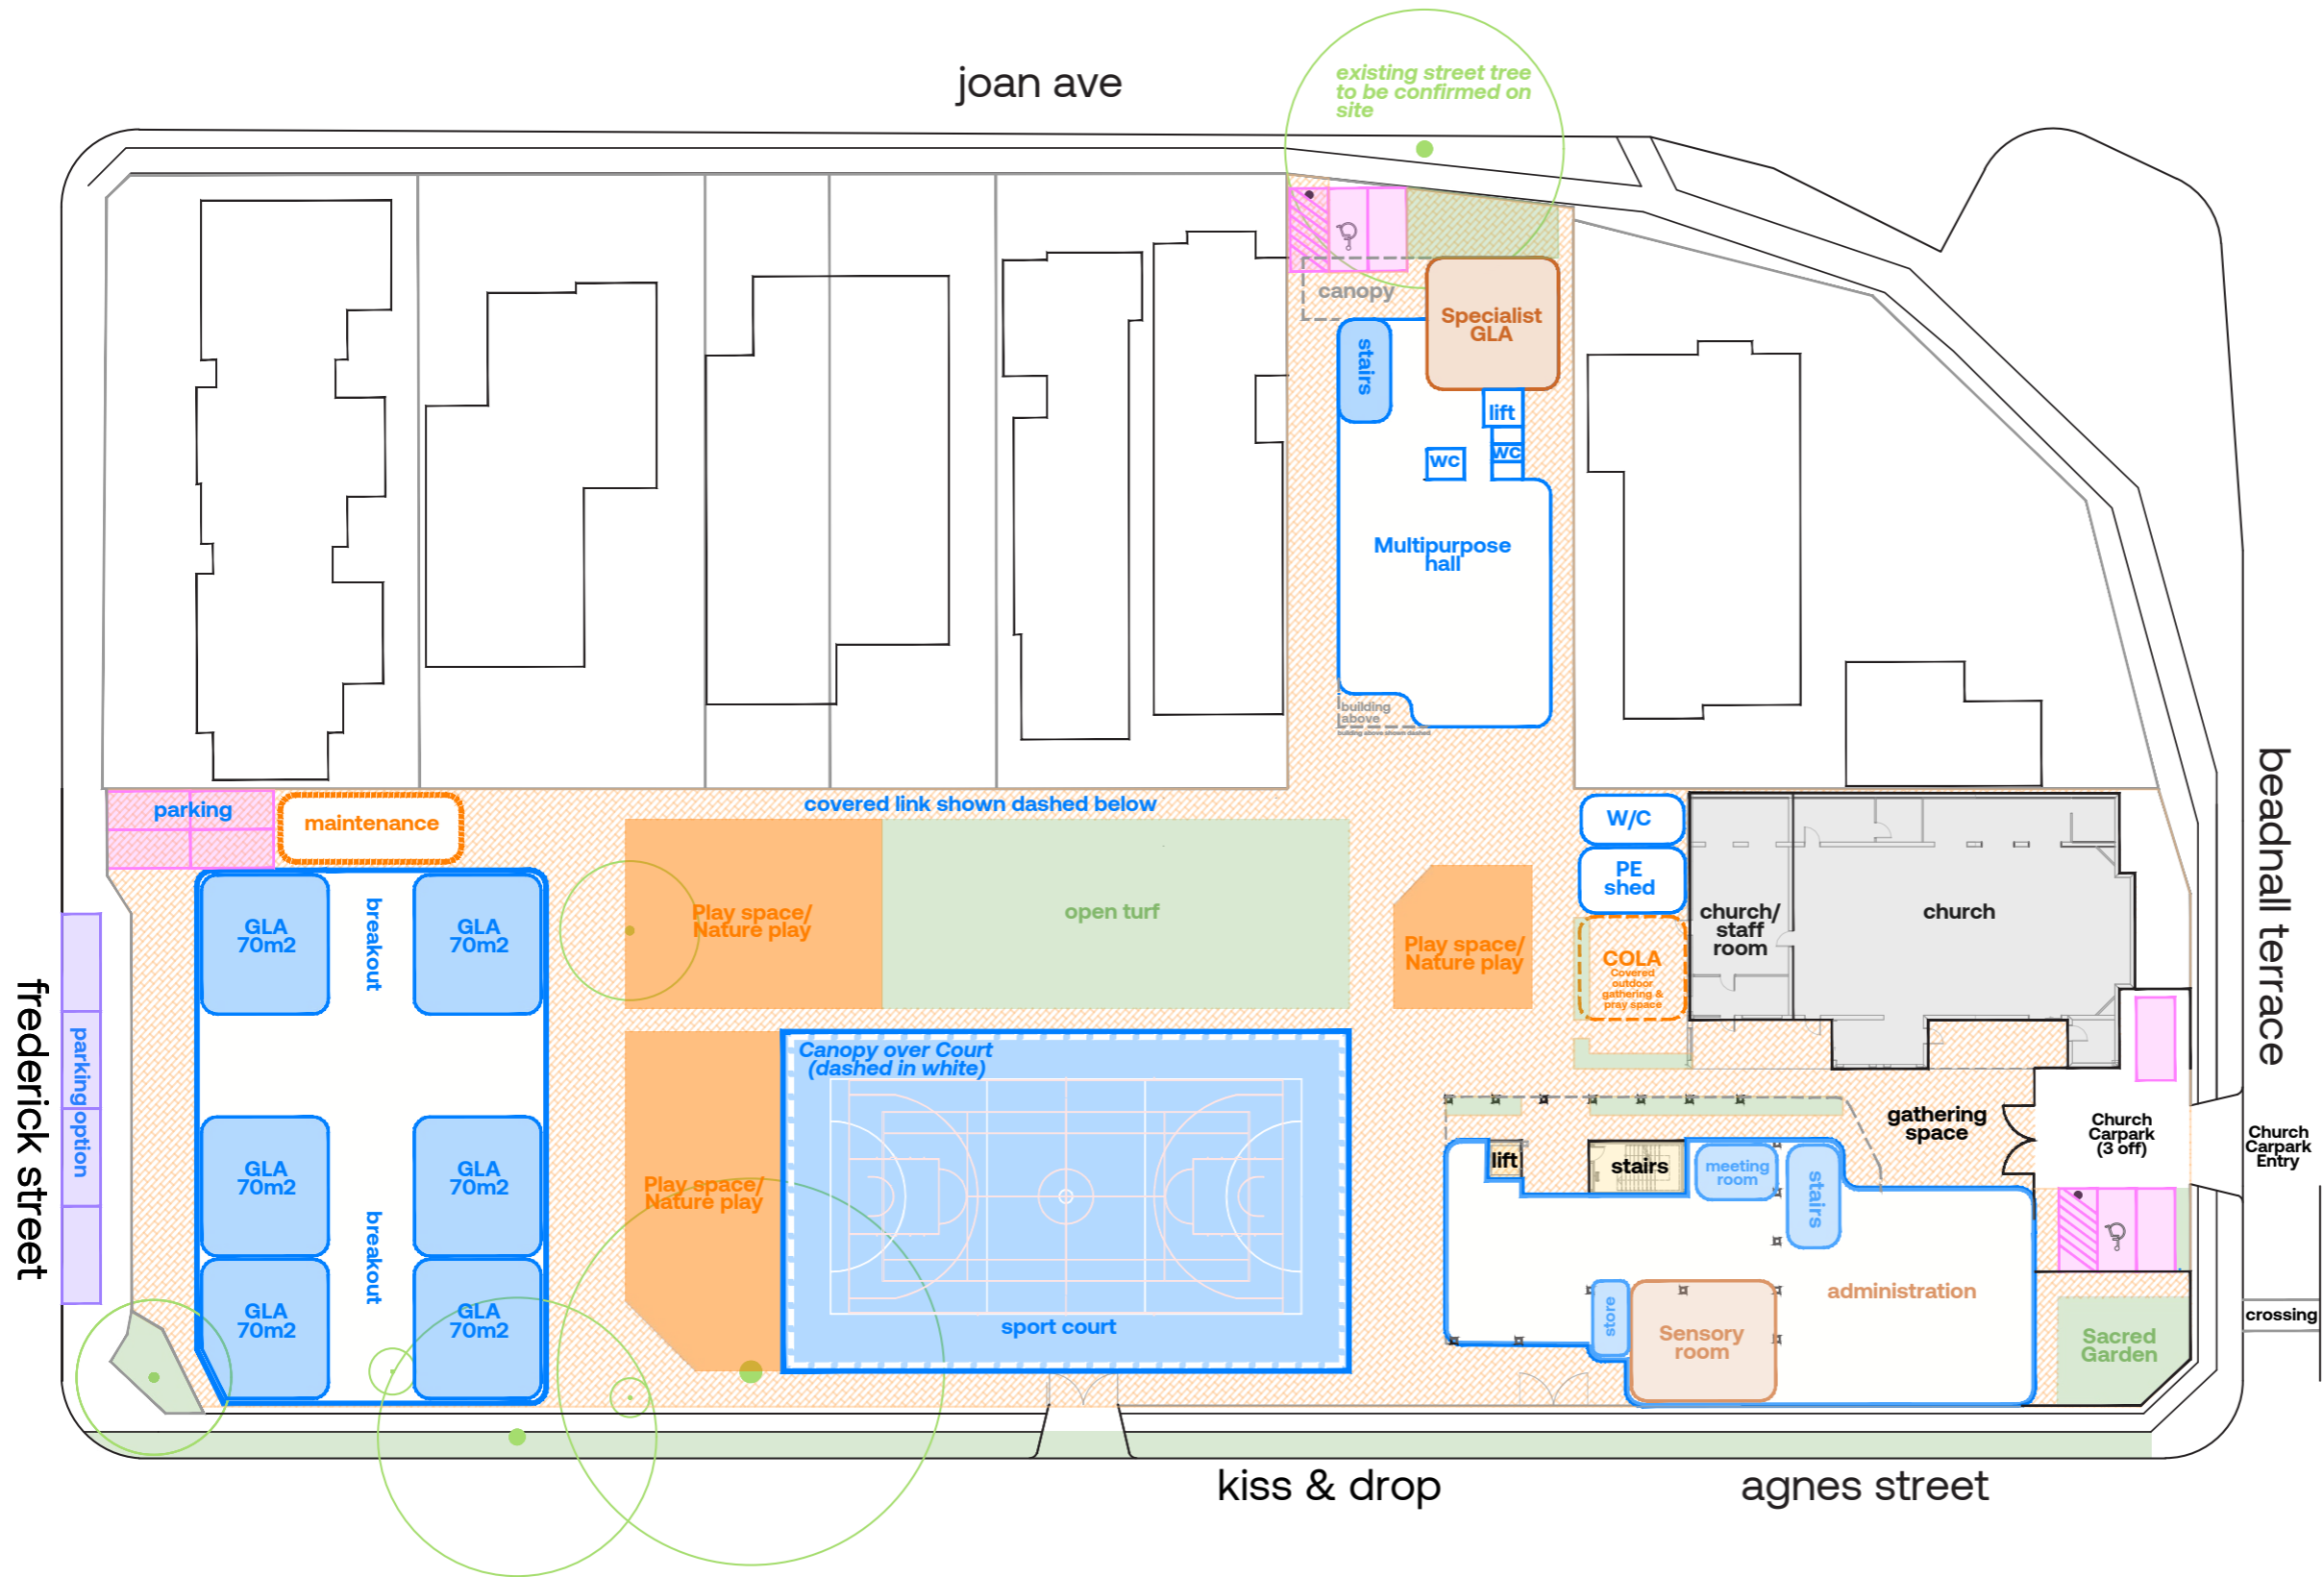 joan ave
existing street tree
to be confirmed on
site
canopy
Specialist
GLA
stairs
lift
wc
wc
Multipurpose
hall
building
above
building above shown dashed
beadnall terrace
parking
maintenance
covered link shown dashed below
W/C
PE
shed
church/
staff
room
church
GLA
70m2
breakout
GLA
70m2
Play space/
Nature play
open turf
Play space/
Nature play
COLA
Covered
outdoor
gathering &
pray space
frederick street
parking option
Canopy over Court
(dashed in white)
gathering
space
Church
Carpark
(3 off)
Church
Carpark
Entry
GLA
70m2
GLA
70m2
Play space/
Nature play
lift
stairs
meeting
room
stairs
breakout
GLA
70m2
GLA
70m2
sport court
store
Sensory
room
administration
crossing
Sacred
Garden
kiss & drop
agnes street